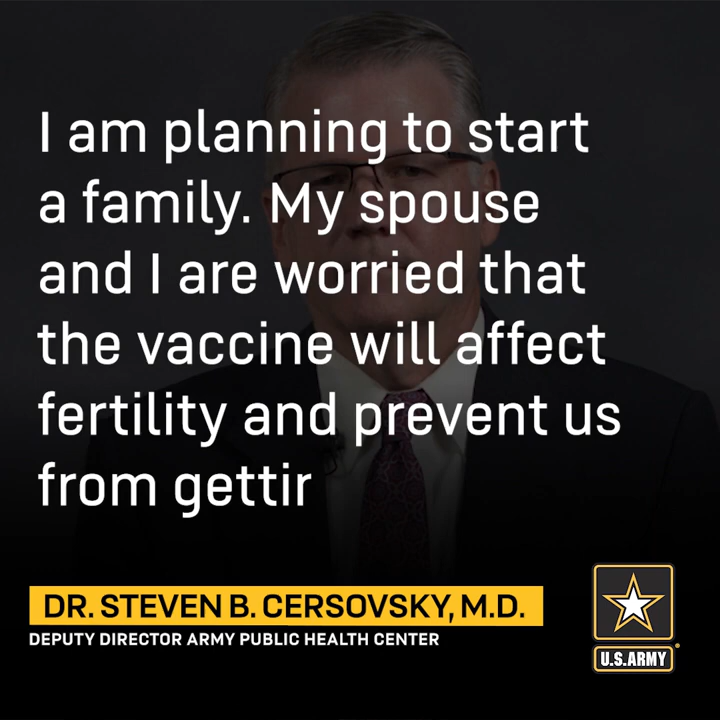 I am planning to start
a family. My spouse
and I are worried that
the vaccine will affect
fertility and prevent us
from gettir
DR. STEVEN B. CERSOVSKY, M.D.
DEPUTY DIRECTOR ARMY PUBLIC HEALTH CENTER
U.S.ARMY